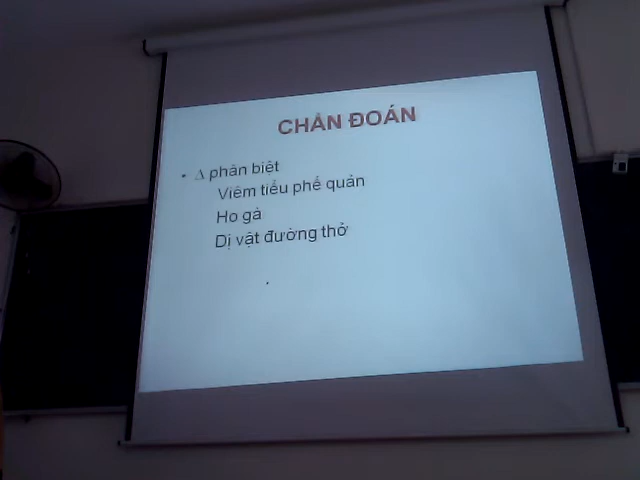 CHẨN ĐOÁN
• ∆ phân biệt
Viêm tiểu phế quản
Ho gà
Dị vật đường thở